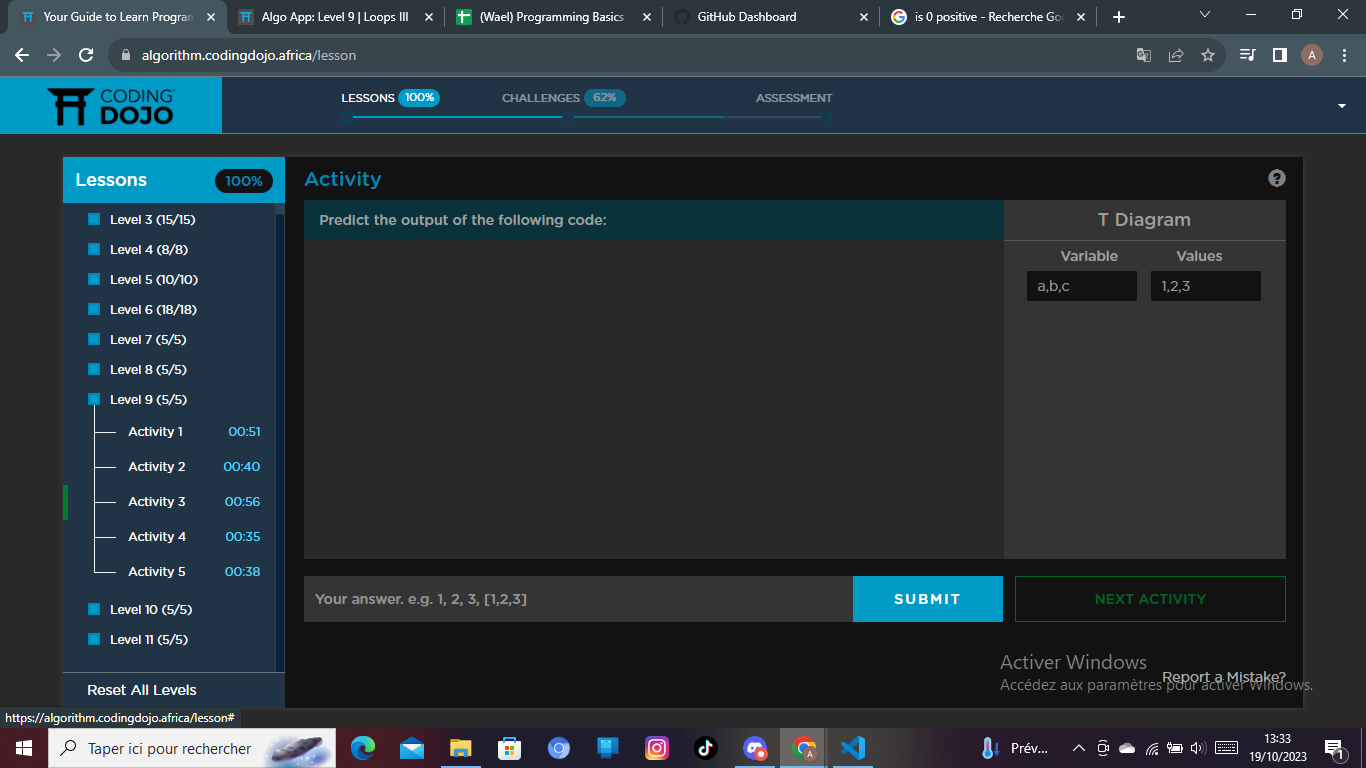 Your Guide to Learn Program
Algo App: Level 9 | Loops III
(Wael) Programming Basics
GitHub Dashboard
is 0 positive - Recherche Go
algorithm.codingdojo.africa/lesson
A
CODING
DOJO
LESSONS 100%
CHALLENGES 62%
ASSESSMENT
Lessons 100%
Level 3 (15/15)
Level 4 (8/8)
Level 5 (10/10)
Level 6 (18/18)
Level 7 (5/5)
Level 8 (5/5)
Level 9 (5/5)
Activity 1 00:51
Activity 2 00:40
Activity 3 00:56
Activity 4 00:35
Activity 5 00:38
Level 10 (5/5)
Level 11 (5/5)
Reset All Levels
Activity
?
Predict the output of the following code:
T Diagram
Variable Values
a,b,c 1,2,3
Your answer. e.g. 1, 2, 3, [1,2,3]
SUBMIT
NEXT ACTIVITY
Activer Windows
Report a Mistake?
Accédez aux paramètres pour activer Windows.
https://algorithm.codingdojo.africa/lesson#
Taper ici pour rechercher
Prév...
13:33
19/10/2023
1